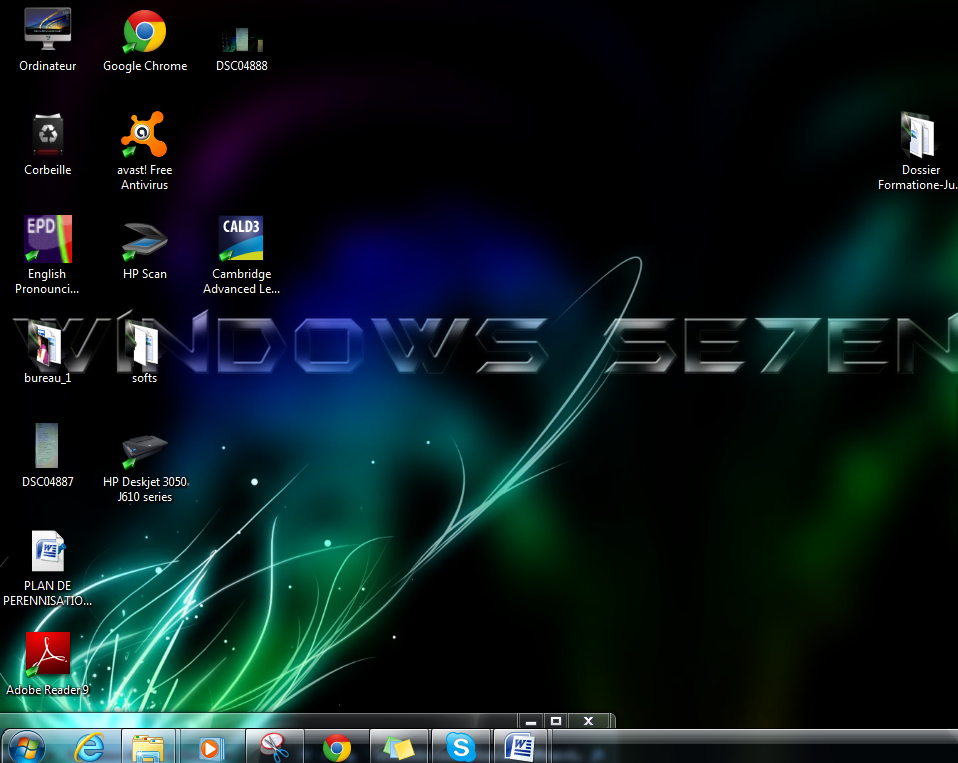 Ordinateur
Google Chrome
DSC04888
Corbeille
avast! Free
Antivirus
Dossier
Formatione-Ju...
EPD
CALD3
English
Pronounci...
HP Scan
Cambridge
Advanced Le...
WINDOWS SE7EN
bureau_1
softs
DSC04887
HP Deskjet 3050
J610 series
PLAN DE
PERENNISATIO...
Adobe Reader 9